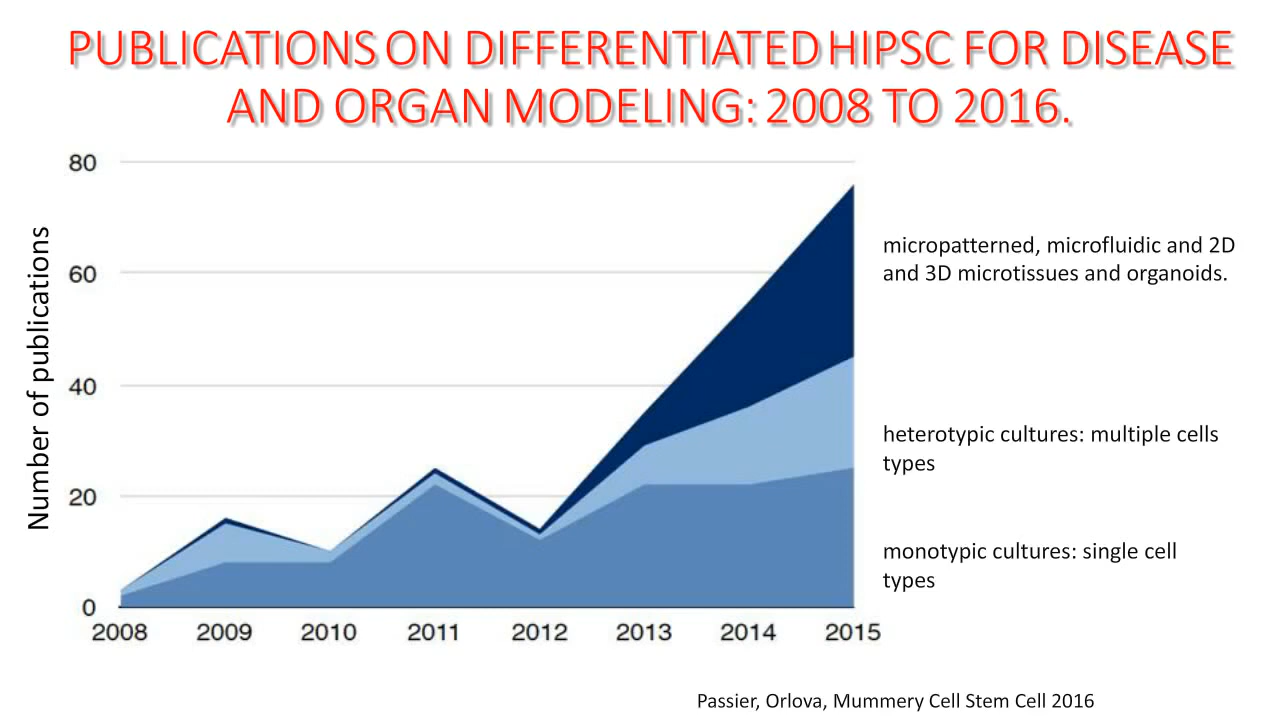 PUBLICATIONS ON DIFFERENTIATED HIPSC FOR DISEASE
AND ORGAN MODELING: 2008 TO 2016.
Number of publications
80
60
40
20
0
2008 2009 2010 2011 2012 2013 2014 2015
micropatterned, microfluidic and 2D
and 3D microtissues and organoids.
heterotypic cultures: multiple cells
types
monotypic cultures: single cell
types
Passier, Orlova, Mummery Cell Stem Cell 2016